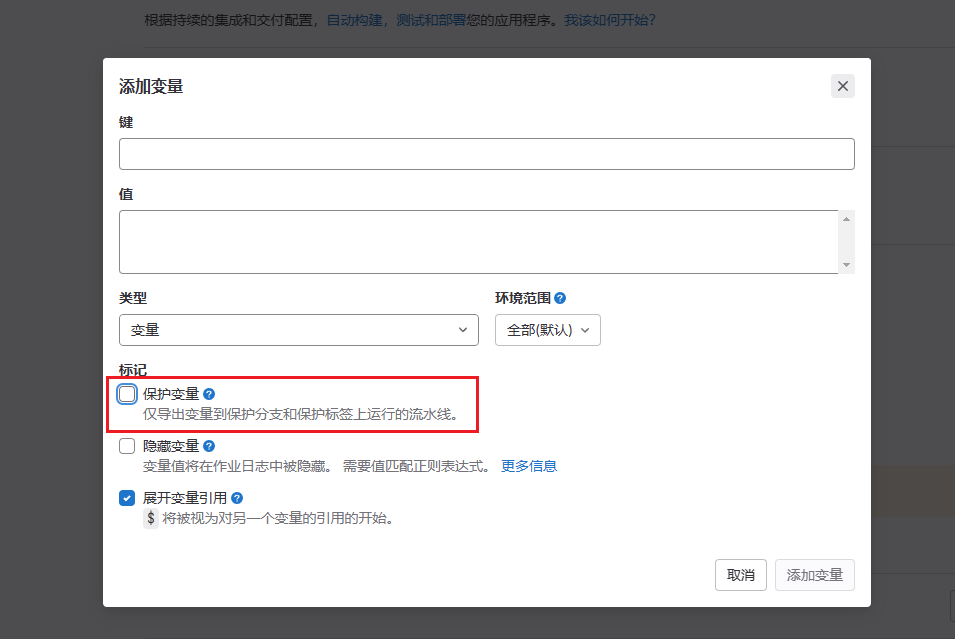 根据持续的集成和交付配置，自动构建，测试和部署您的应用程序。我该如何开始?
添加变量
键
值
类型
环境范围
变量
全部(默认)
标记
保护变量
仅导出变量到保护分支和保护标签上运行的流水线。
隐藏变量
变量值将在作业日志中被隐藏。 需要值匹配正则表达式。 更多信息
展开变量引用
$ 将被视为对另一个变量的引用的开始。
取消
添加变量